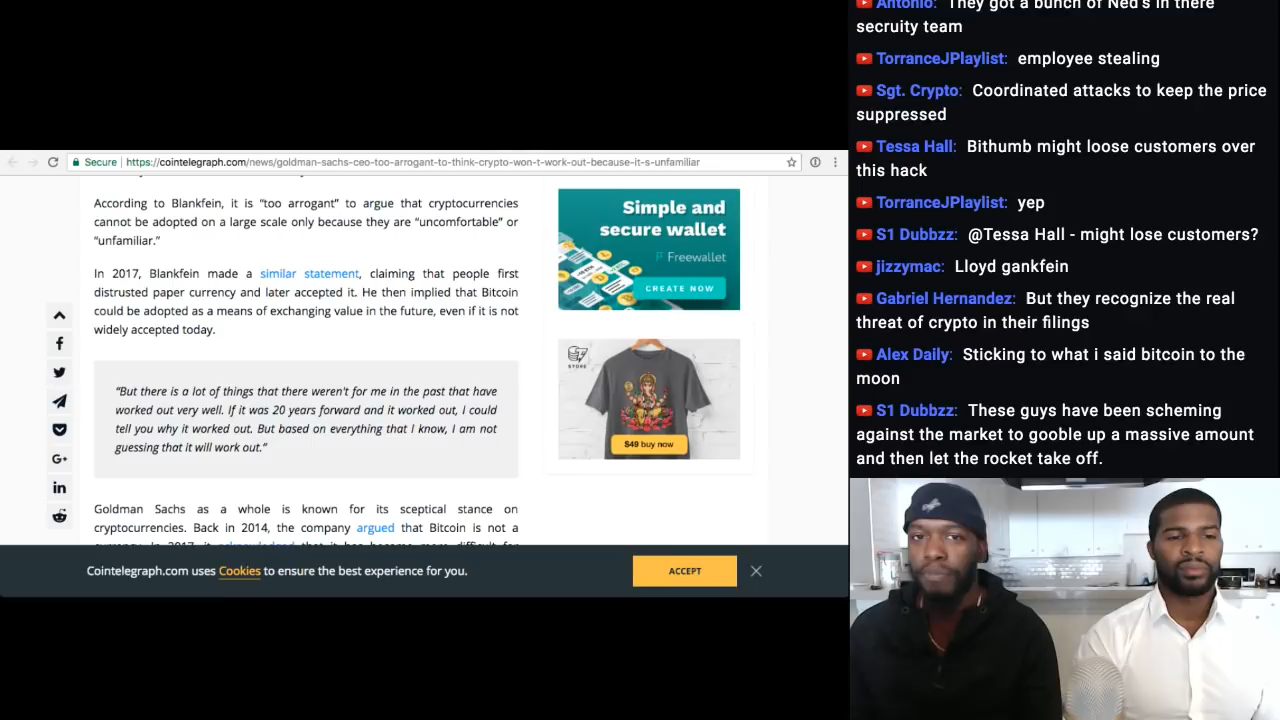 Secure
https://cointelegraph.com/news/goldman-sachs-ceo-too-arrogant-to-think-crypto-won-t-work-out-because-it-s-unfamiliar
According to Blankfein, it is “too arrogant” to argue that cryptocurrencies
cannot be adopted on a large scale only because they are “uncomfortable” or
“unfamiliar.”
In 2017, Blankfein made a similar statement, claiming that people first
distrusted paper currency and later accepted it. He then implied that Bitcoin
could be adopted as a means of exchanging value in the future, even if it is not
widely accepted today.
“But there is a lot of things that there weren't for me in the past that have
worked out very well. If it was 20 years forward and it worked out, I could
tell you why it worked out. But based on everything that I know, I am not
guessing that it will work out.”
Goldman Sachs as a whole is known for its sceptical stance on
cryptocurrencies. Back in 2014, the company argued that Bitcoin is not a
currency. In 2017, it acknowledged that it has become more difficult for
G+
in
Simple and
secure wallet
Freewallet
CREATE NOW
STORE
$49 buy now
Cointelegraph.com uses Cookies to ensure the best experience for you.
ACCEPT
Antonio: They got a bunch of Ned's in there
secruity team
TorranceJPlaylist: employee stealing
Sgt. Crypto: Coordinated attacks to keep the price
suppressed
Tessa Hall: Bithumb might loose customers over
this hack
TorranceJPlaylist: yep
S1 Dubbzz: @Tessa Hall - might lose customers?
jizzymac: Lloyd gankfein
Gabriel Hernandez: But they recognize the real
threat of crypto in their filings
Alex Daily: Sticking to what i said bitcoin to the
moon
S1 Dubbzz: These guys have been scheming
against the market to gooble up a massive amount
and then let the rocket take off.